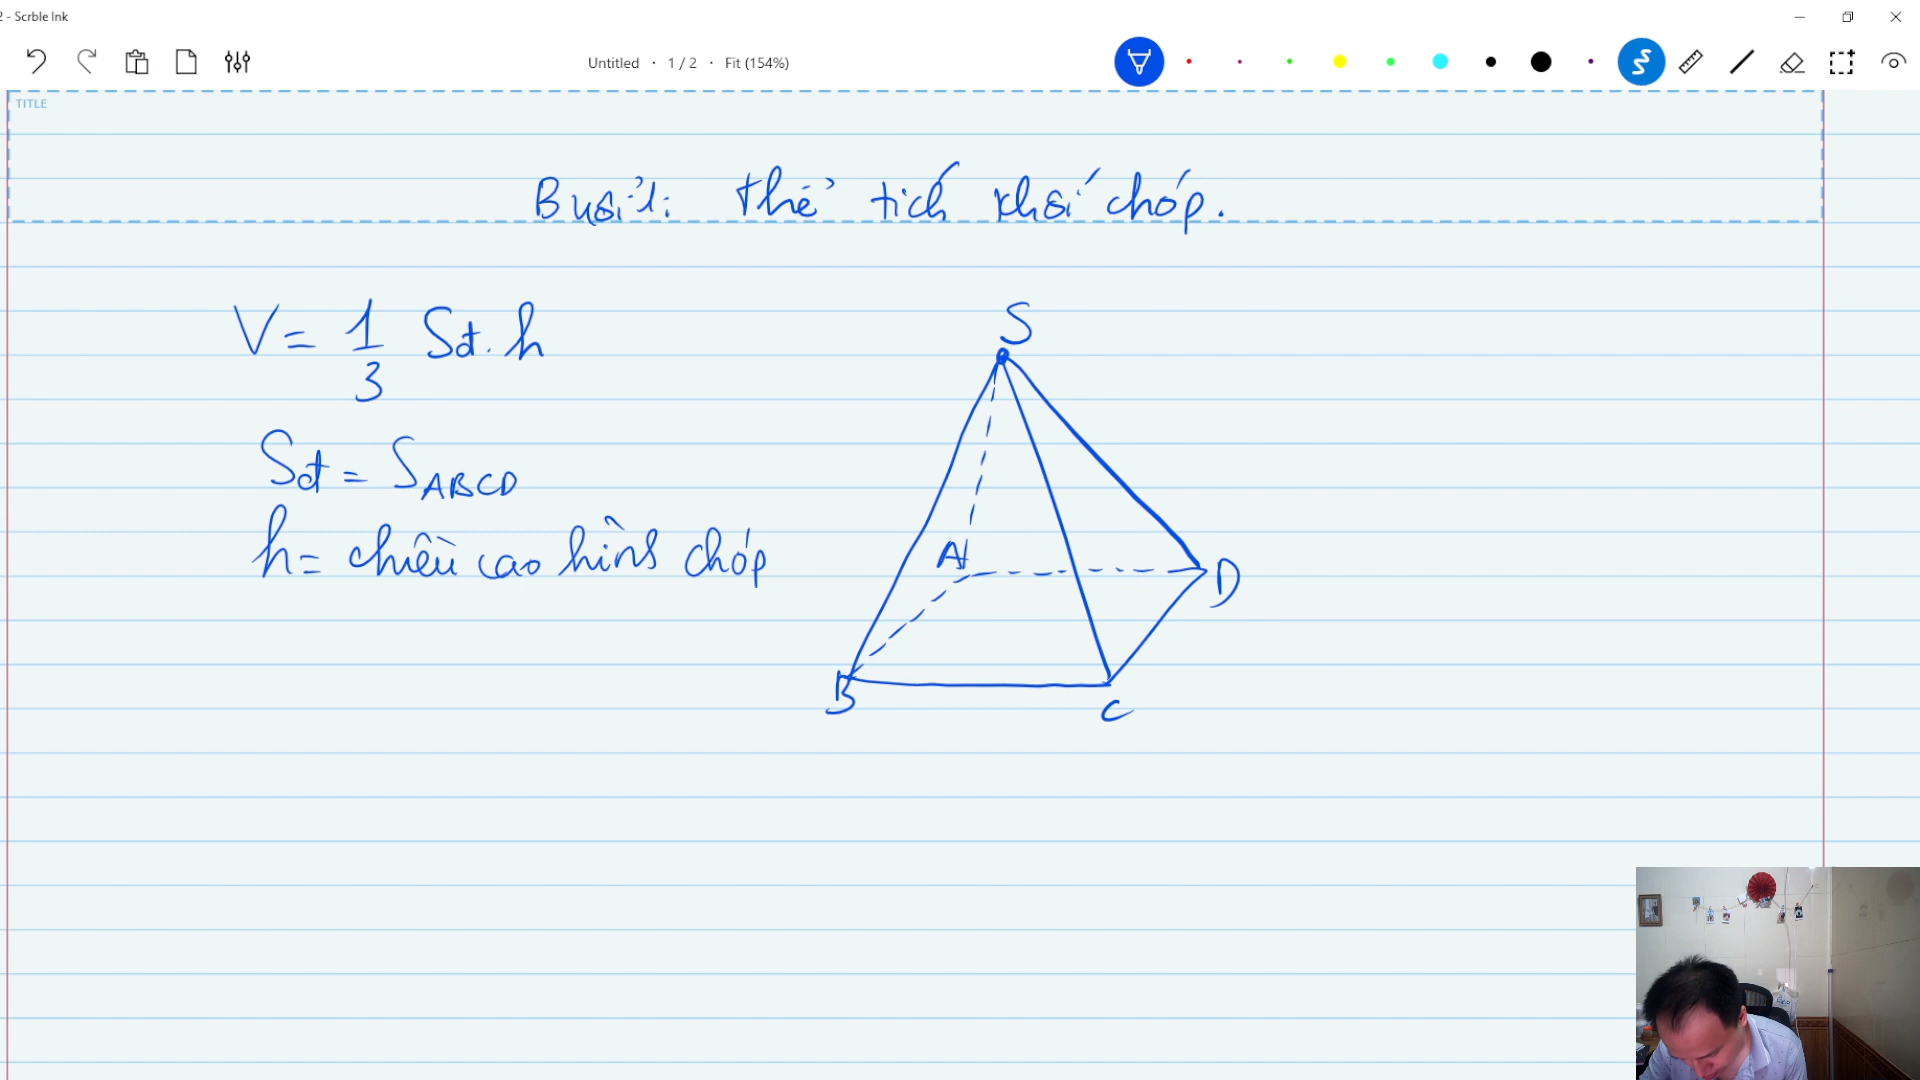 2 - Scrble Ink
Untitled · 1 / 2 · Fit (154%)
TITLE
Buổi 1: Thể tích khối chóp.
V = 1/3 Sđ. h
Sđ = S_ABCD
h = chiều cao hình chóp
S
A
D
B
C